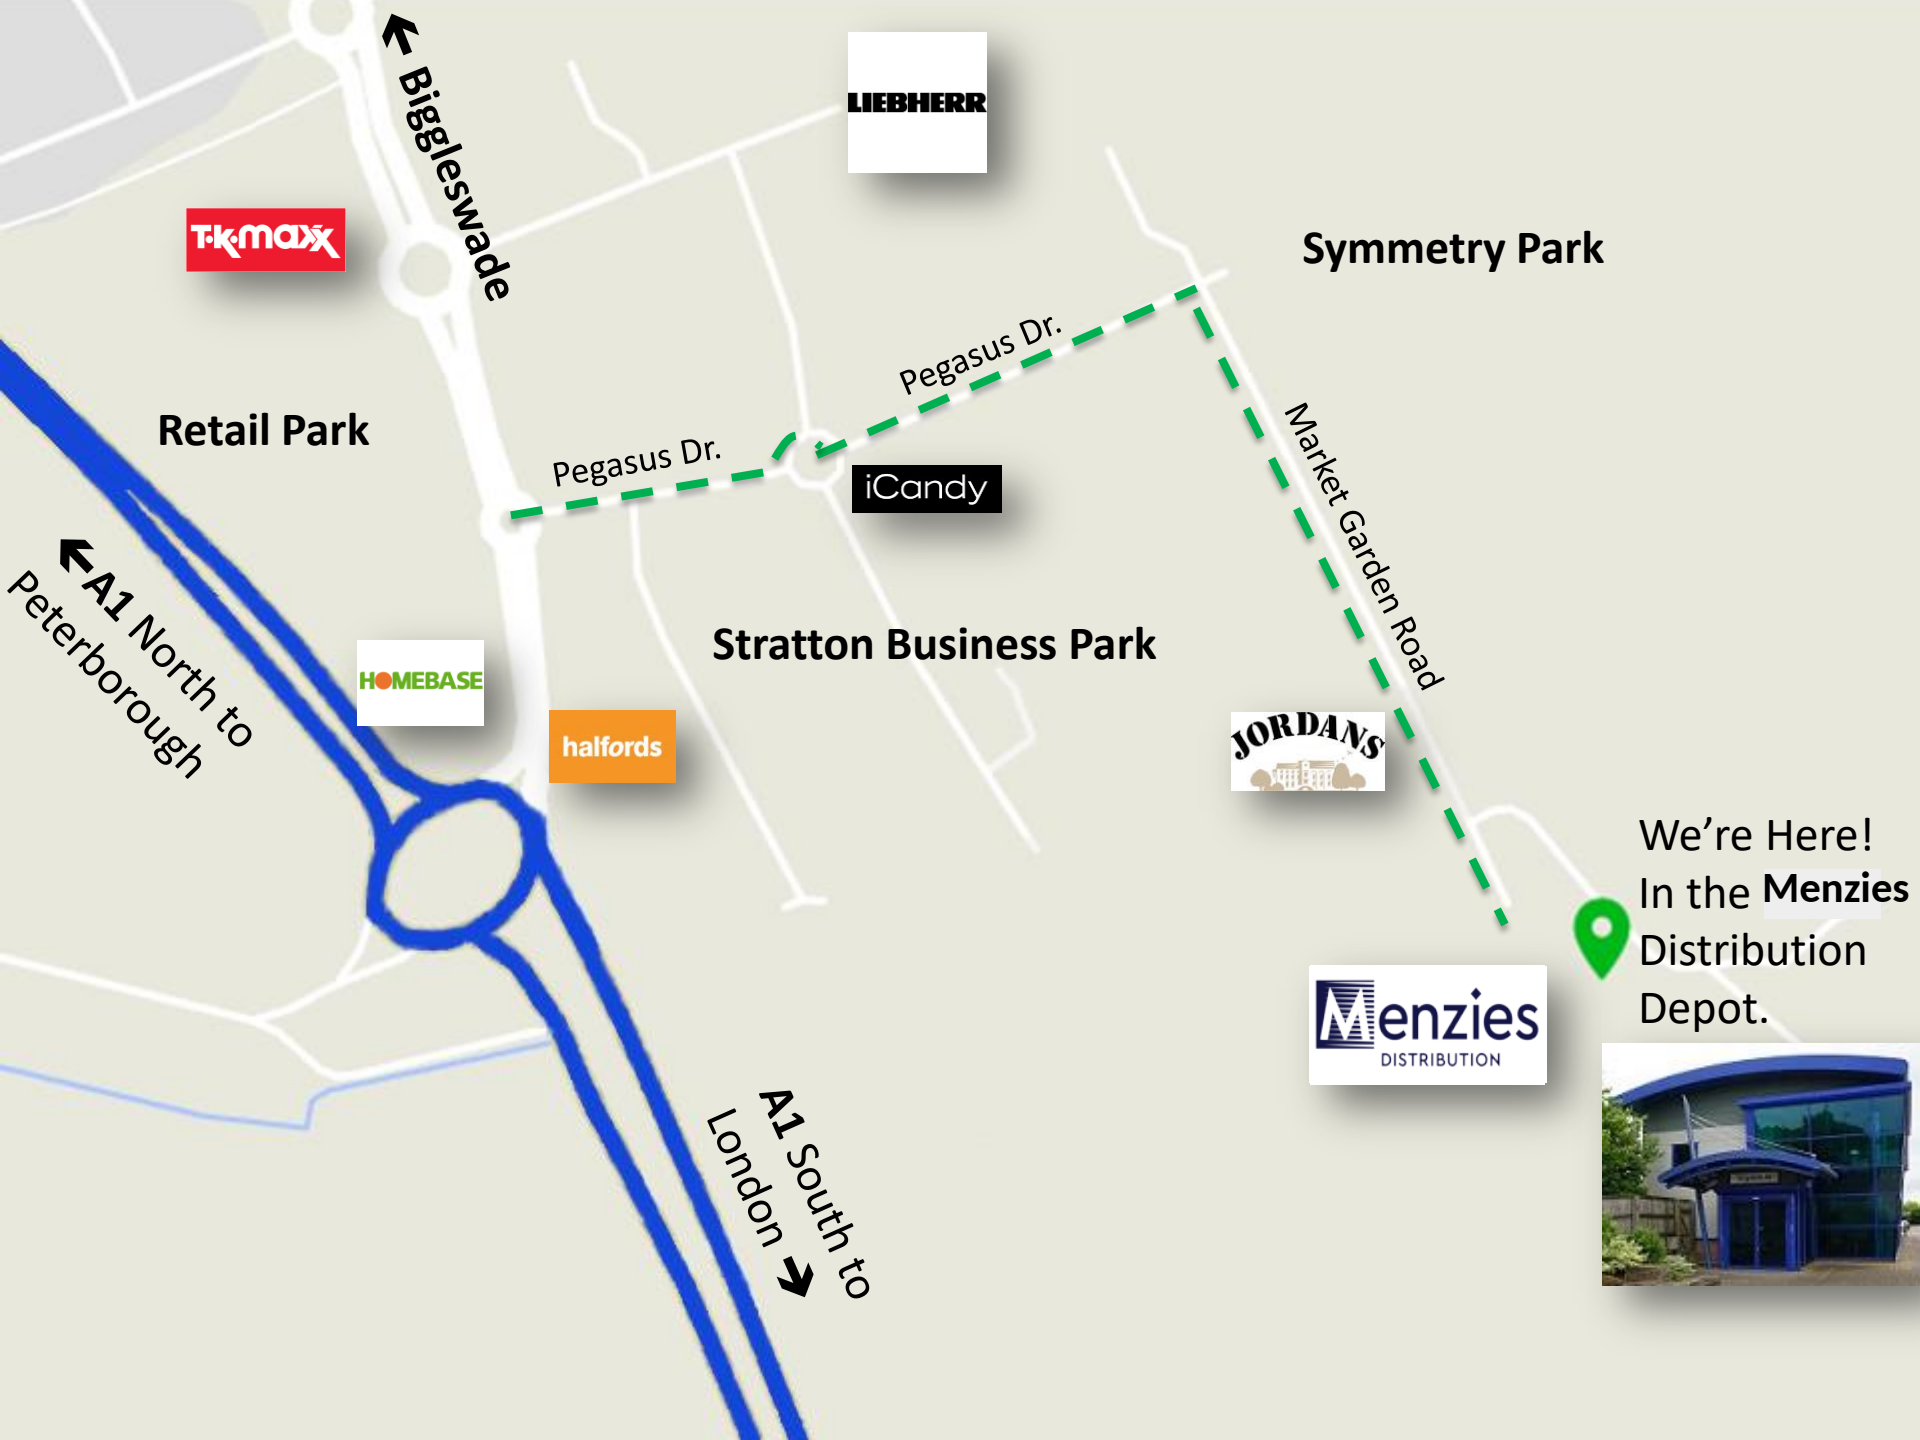 🡸 Biggleswade
LIEBHERR
T·K·maxx
Symmetry Park
Pegasus Dr.
Retail Park
Pegasus Dr.
iCandy
Market Garden Road
🡸A1 North to
Peterborough
Stratton Business Park
HOMEBASE
halfords
JORDANS
We’re Here!
In the Menzies
Distribution
Depot.
Menzies
DISTRIBUTION
A1 South to
London 🡺